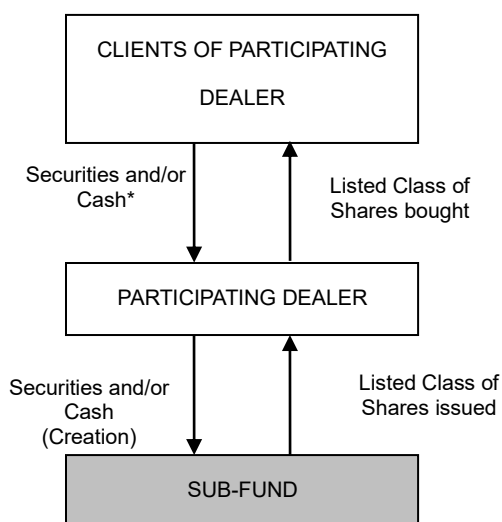 CLIENTS OF PARTICIPATING
DEALER
Securities and/or
Cash*
Listed Class of
Shares bought
PARTICIPATING DEALER
Securities and/or
Cash
(Creation)
Listed Class of
Shares issued
SUB-FUND